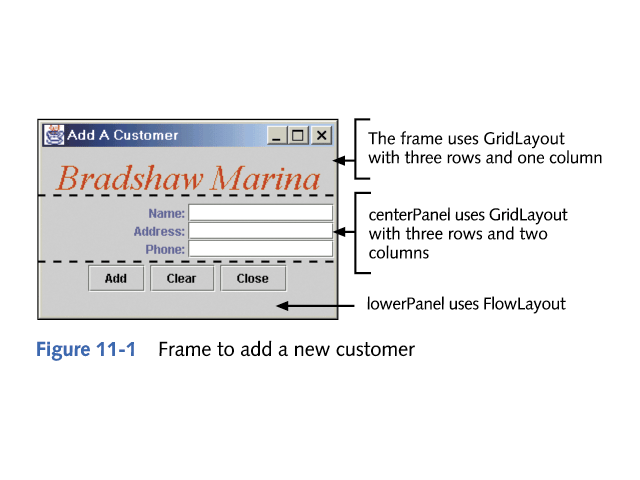 Add A Customer
The frame uses GridLayout
with three rows and one column
Bradshaw Marina
centerPanel uses GridLayout
with three rows and two
columns
Name:
Address:
Phone:
Add Clear Close
lowerPanel uses FlowLayout
Figure 11-1 Frame to add a new customer